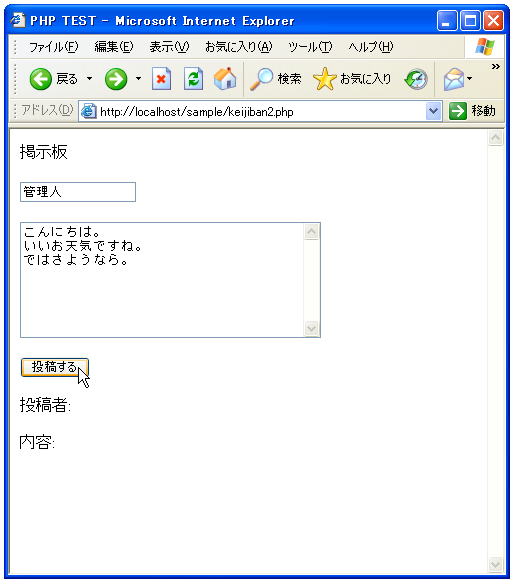 PHP TEST - Microsoft Internet Explorer
ファイル(F) 編集(E) 表示(V) お気に入り(A) ツール(T) ヘルプ(H)
戻る 検索 お気に入り »
アドレス(D) http://localhost/sample/keijiban2.php 移動
掲示板
管理人
こんにちは。
いいお天気ですね。
ではさようなら。
投稿する
投稿者:
内容: